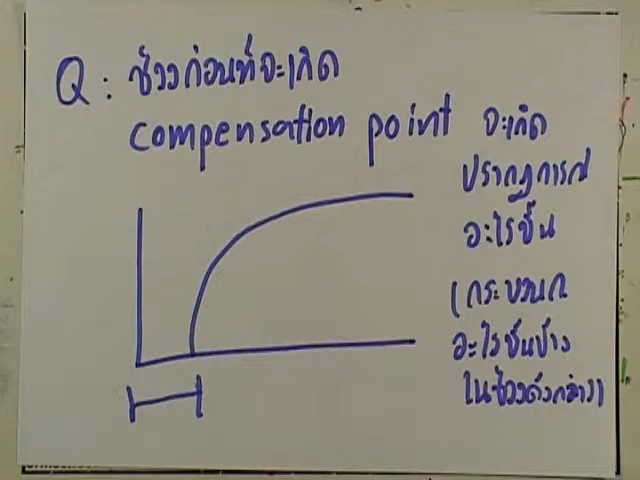 Q : ช่วงก่อนที่จะเกิด
compensation point จะเกิด
ปรากฏการณ์
อะไรขึ้น
(กระบวนก
อะไรขึ้นบ้าง
ในช่วงดังกล่าว)